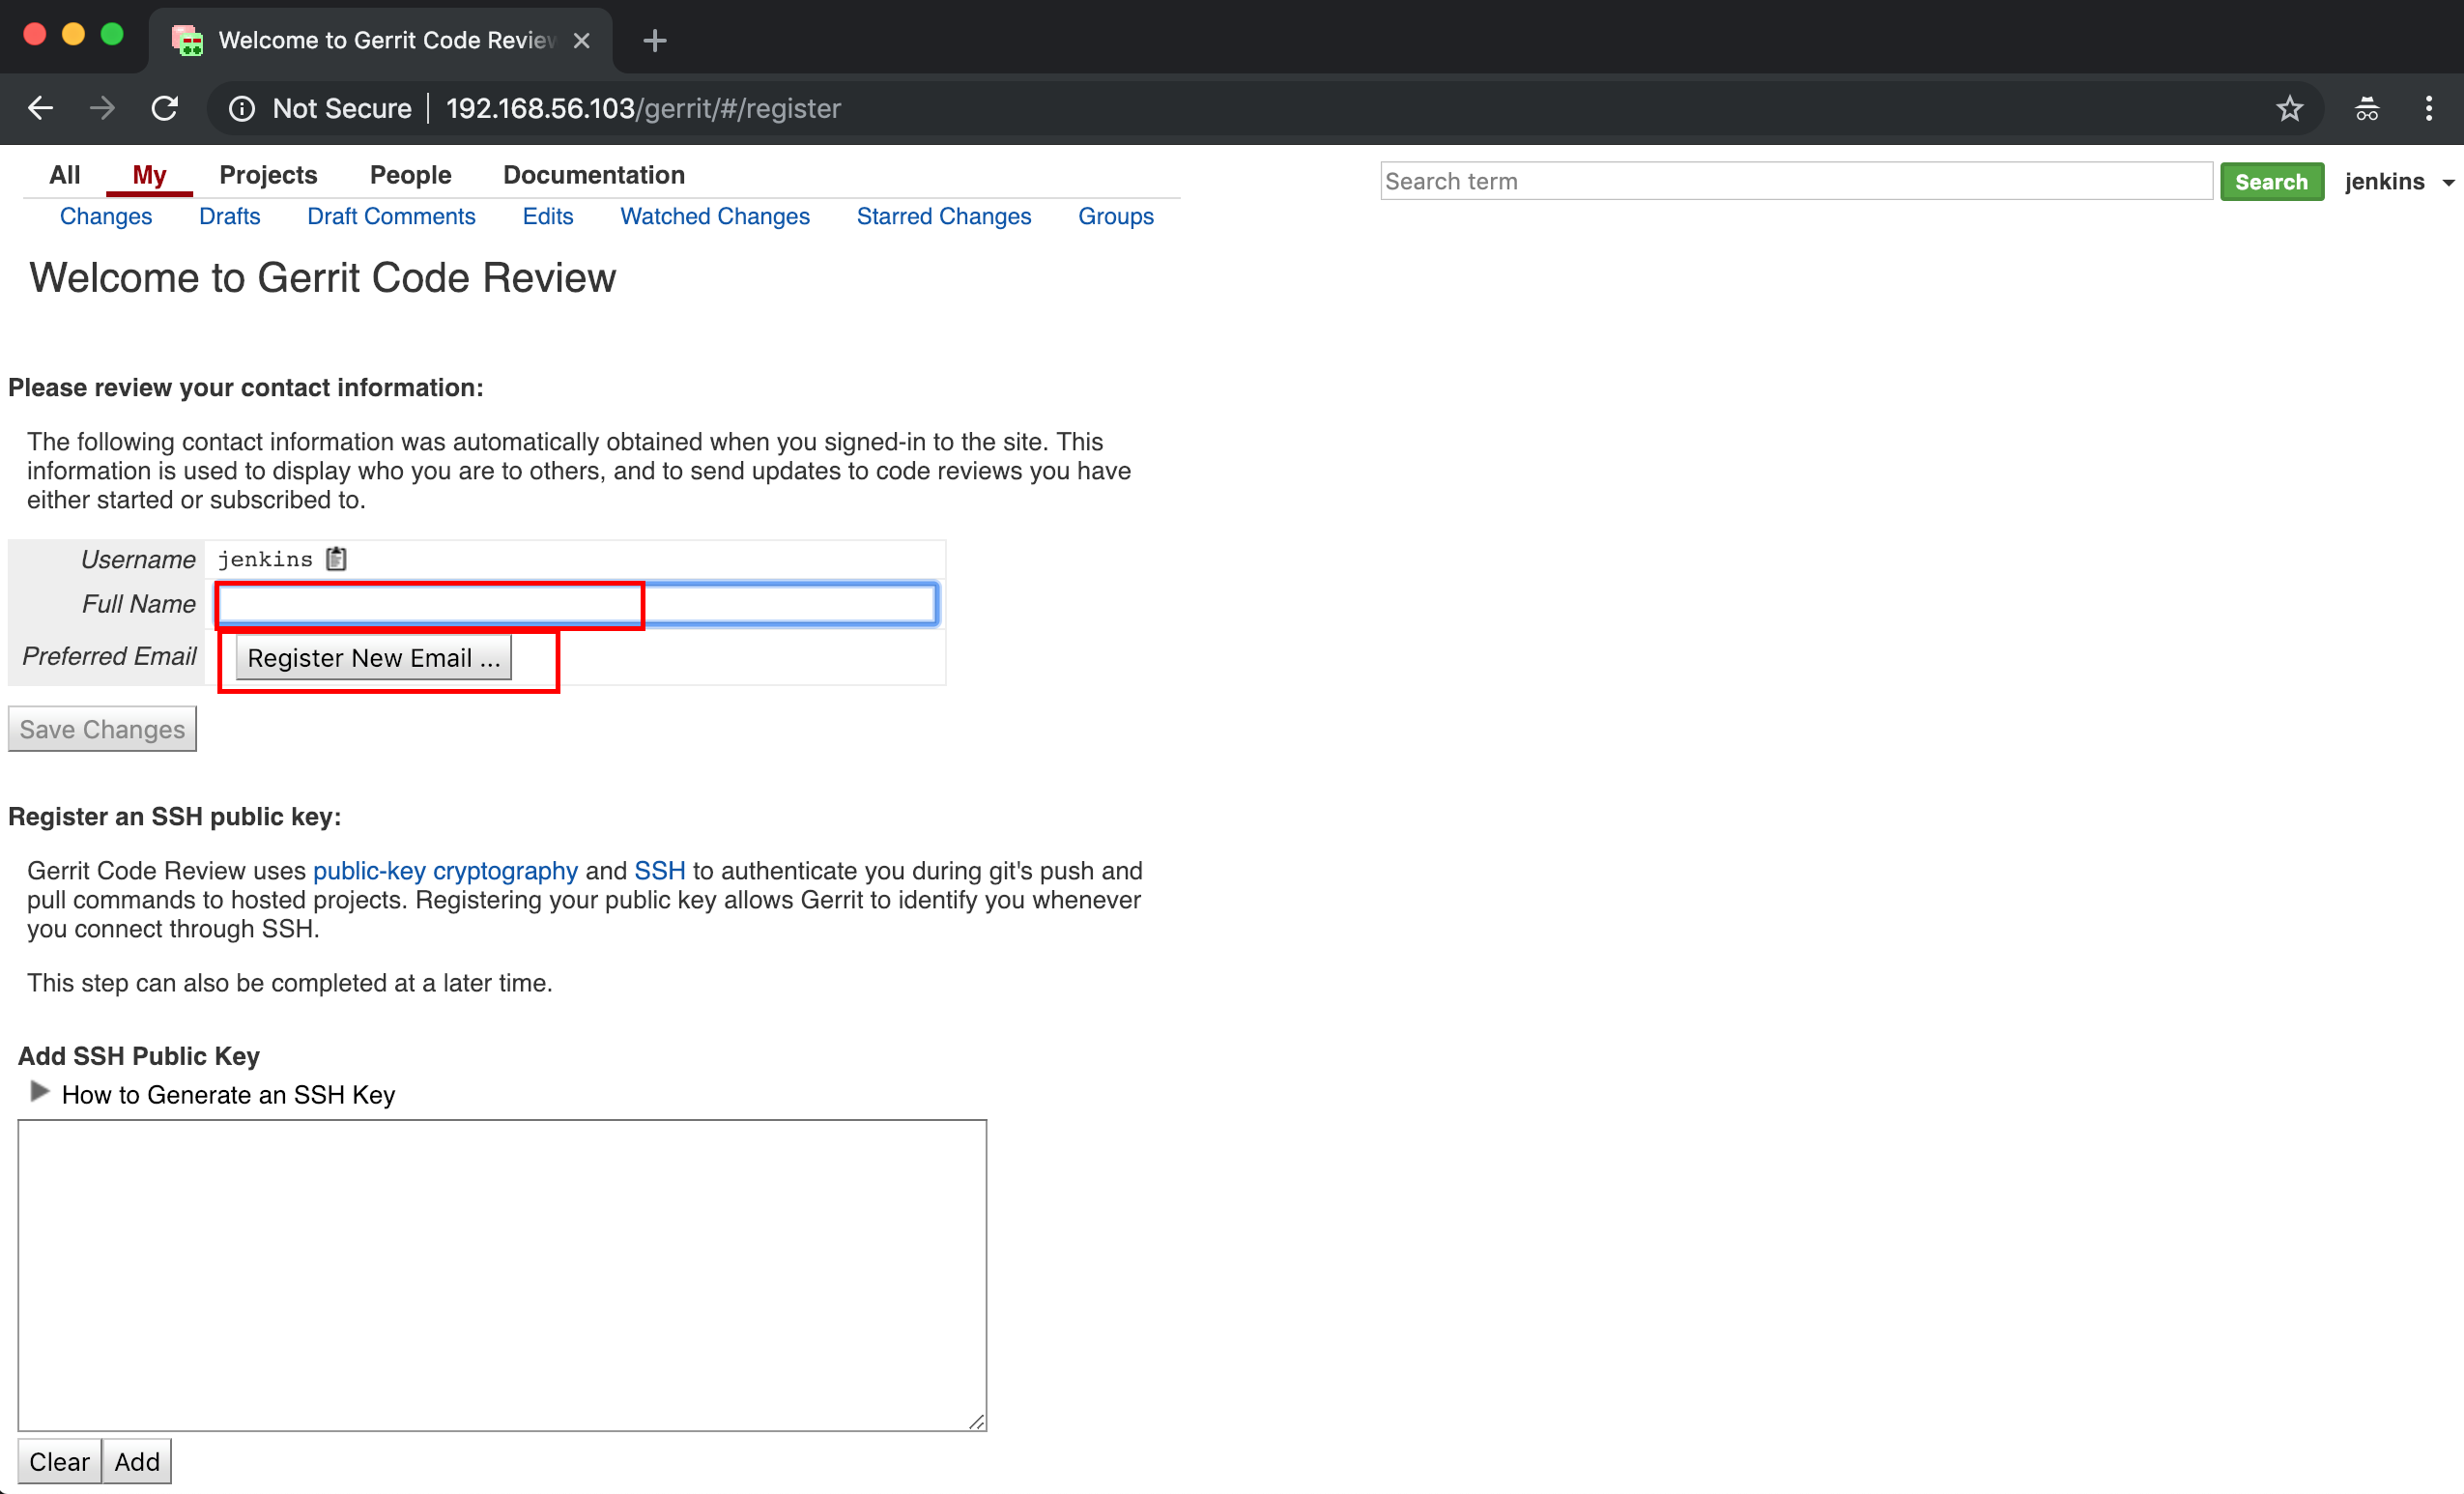 Welcome to Gerrit Code Review
Not Secure 192.168.56.103/gerrit/#/register
All My Projects People Documentation
Search term Search jenkins
Changes Drafts Draft Comments Edits Watched Changes Starred Changes Groups
Welcome to Gerrit Code Review
Please review your contact information:
The following contact information was automatically obtained when you signed-in to the site. This
information is used to display who you are to others, and to send updates to code reviews you have
either started or subscribed to.
Username jenkins
Full Name
Preferred Email Register New Email ...
Save Changes
Register an SSH public key:
Gerrit Code Review uses public-key cryptography and SSH to authenticate you during git's push and
pull commands to hosted projects. Registering your public key allows Gerrit to identify you whenever
you connect through SSH.
This step can also be completed at a later time.
Add SSH Public Key
How to Generate an SSH Key
Clear Add